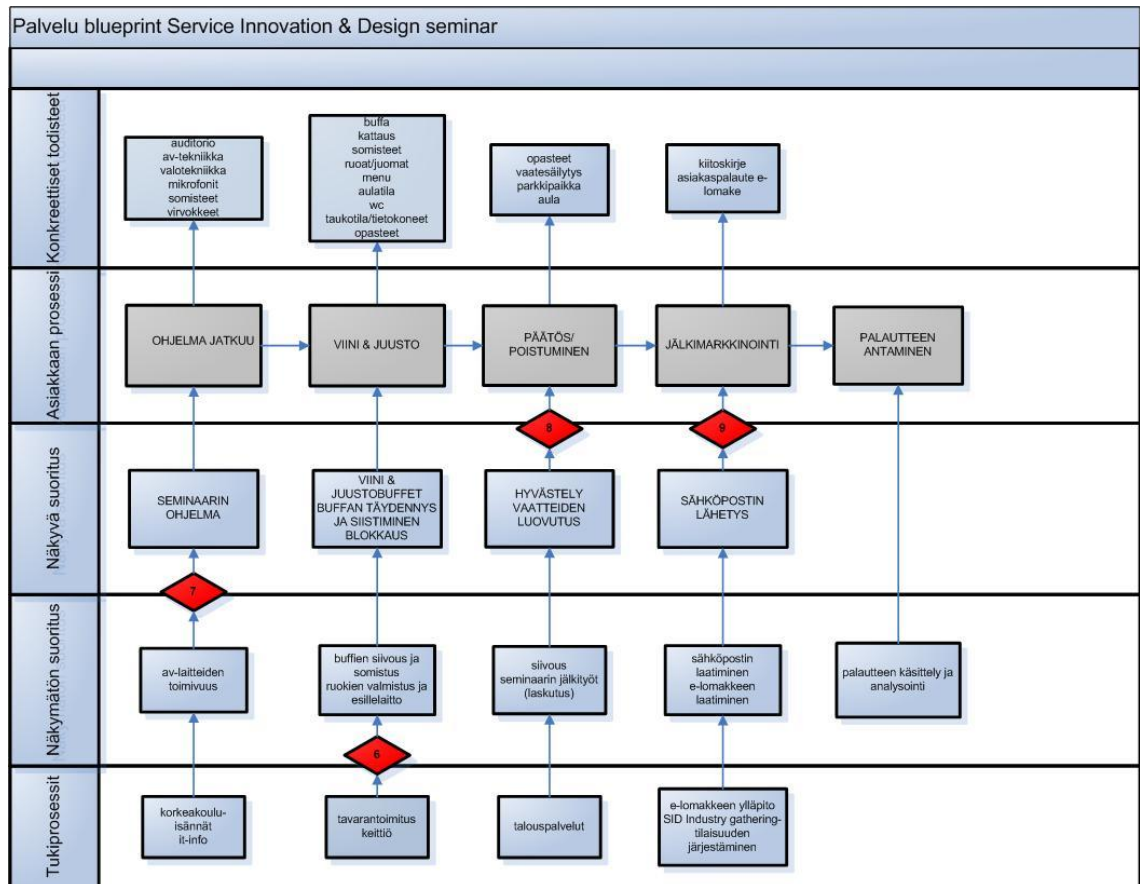 Palvelu blueprint Service Innovation & Design seminar
Konkreettiset todisteet
auditorio
av-tekniikka
valotekniikka
mikrofonit
somisteet
virvokkeet
buffa
kattaus
somisteet
ruoat/juomat
menu
aulatila
wc
taukotila/tietokoneet
opasteet
opasteet
vaatesäilytys
parkkipaikka
aula
kiitoskirje
asiakaspalaute e-
lomake
Asiakkaan prosessi
OHJELMA JATKUU
VIINI & JUUSTO
PÄÄTÖS/
POISTUMINEN
JÄLKIMARKKINOINTI
PALAUTTEEN
ANTAMINEN
8
9
Näkyvä suoritus
SEMINAARIN
OHJELMA
VIINI &
JUUSTOBUFFET
BUFFAN TÄYDENNYS
JA SIISTIMINEN
BLOKKAUS
HYVÄSTELY
VAATTEIDEN
LUOVUTUS
SÄHKÖPOSTIN
LÄHETYS
7
Näkymätön suoritus
av-laitteiden
toimivuus
buffien siivous ja
somistus
ruokien valmistus ja
esillelaitto
siivous
seminaarin jälkityöt
(laskutus)
sähköpostin
laatiminen
e-lomakkeen
laatiminen
palautteen käsittely ja
analysointi
6
Tukiprosessit
korkeakoulu-
isännät
it-info
tavarantoimitus
keittiö
talouspalvelut
e-lomakkeen ylläpito
SID Industry gathering-
tilaisuuden
järjestäminen